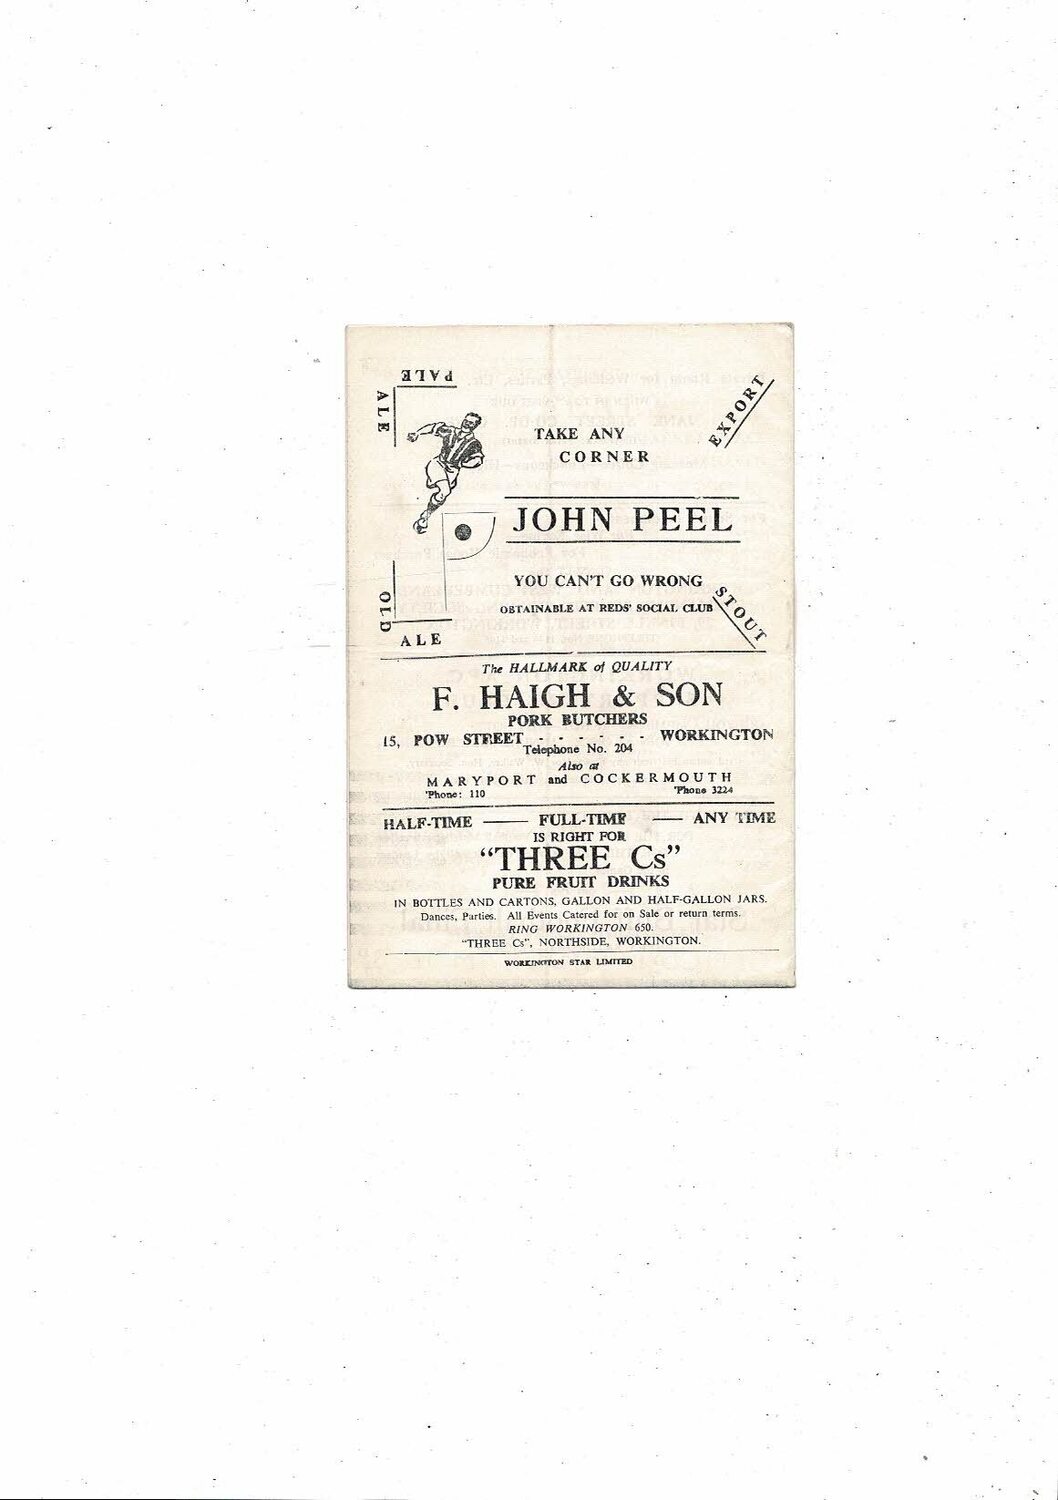 PALE
ALE
EXPORT
TAKE ANY
CORNER
JOHN PEEL
YOU CAN'T GO WRONG
OBTAINABLE AT REDS' SOCIAL CLUB
STOUT
OLD
ALE
The HALLMARK of QUALITY
F. HAIGH & SON
PORK BUTCHERS
15, POW STREET - - - - - - WORKINGTON
Telephone No. 204
Also at
MARYPORT and COCKERMOUTH
'Phone: 110 'Phone 3224
HALF-TIME —— FULL-TIME —— ANY TIME
IS RIGHT FOR
"THREE Cs"
PURE FRUIT DRINKS
IN BOTTLES AND CARTONS, GALLON AND HALF-GALLON JARS.
Dances, Parties. All Events Catered for on Sale or return terms.
RING WORKINGTON 650.
"THREE Cs", NORTHSIDE, WORKINGTON.
WORKINGTON STAR LIMITED